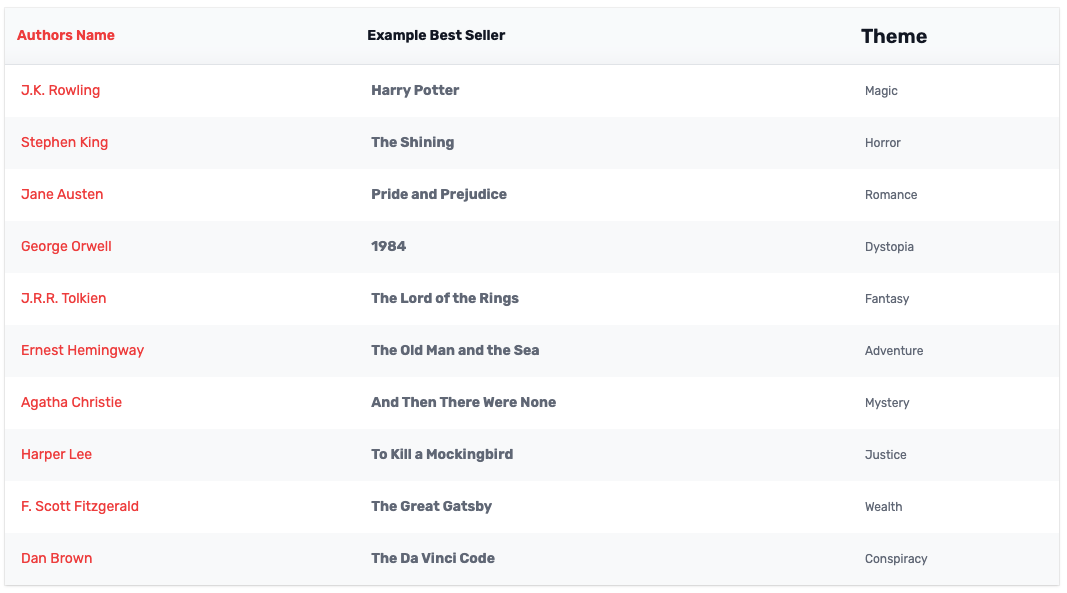 Authors Name Example Best Seller Theme
J.K. Rowling Harry Potter Magic
Stephen King The Shining Horror
Jane Austen Pride and Prejudice Romance
George Orwell 1984 Dystopia
J.R.R. Tolkien The Lord of the Rings Fantasy
Ernest Hemingway The Old Man and the Sea Adventure
Agatha Christie And Then There Were None Mystery
Harper Lee To Kill a Mockingbird Justice
F. Scott Fitzgerald The Great Gatsby Wealth
Dan Brown The Da Vinci Code Conspiracy